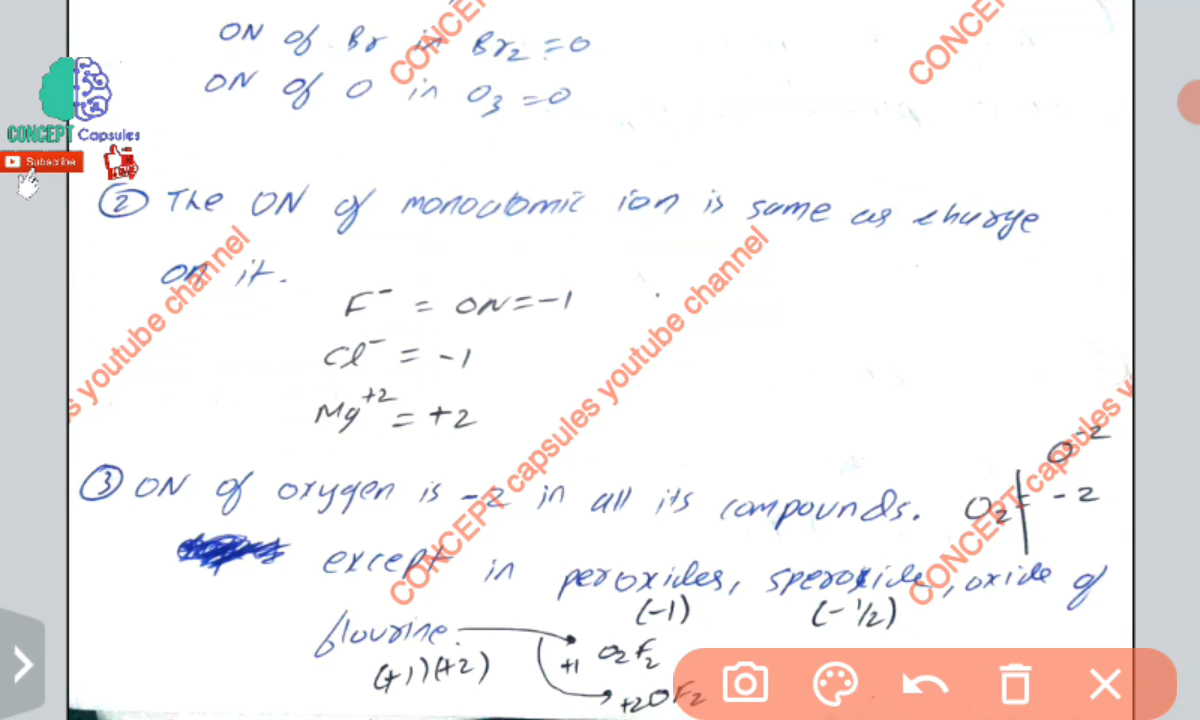 ON of Br in Br₂ = 0
ON of O in O₃ = 0
CONCEPT Capsules
Subscribe
② The ON of monoatomic ion is same as charge
on it.
F⁻ = ON = -1
Cl⁻ = -1
Mg⁺² = +2
O⁻²
③ ON of oxygen is -2 in all its compounds. O₂ | - 2
except in peroxides, speroxide, oxide of
(-1) (-1/2)
flourine.
(+1)(+2) +1 O₂F₂
+2 OF₂
CONCEPT
CONCEPT
s youtube channel
CONCEPT capsules youtube channel
CONCEPT capsules y